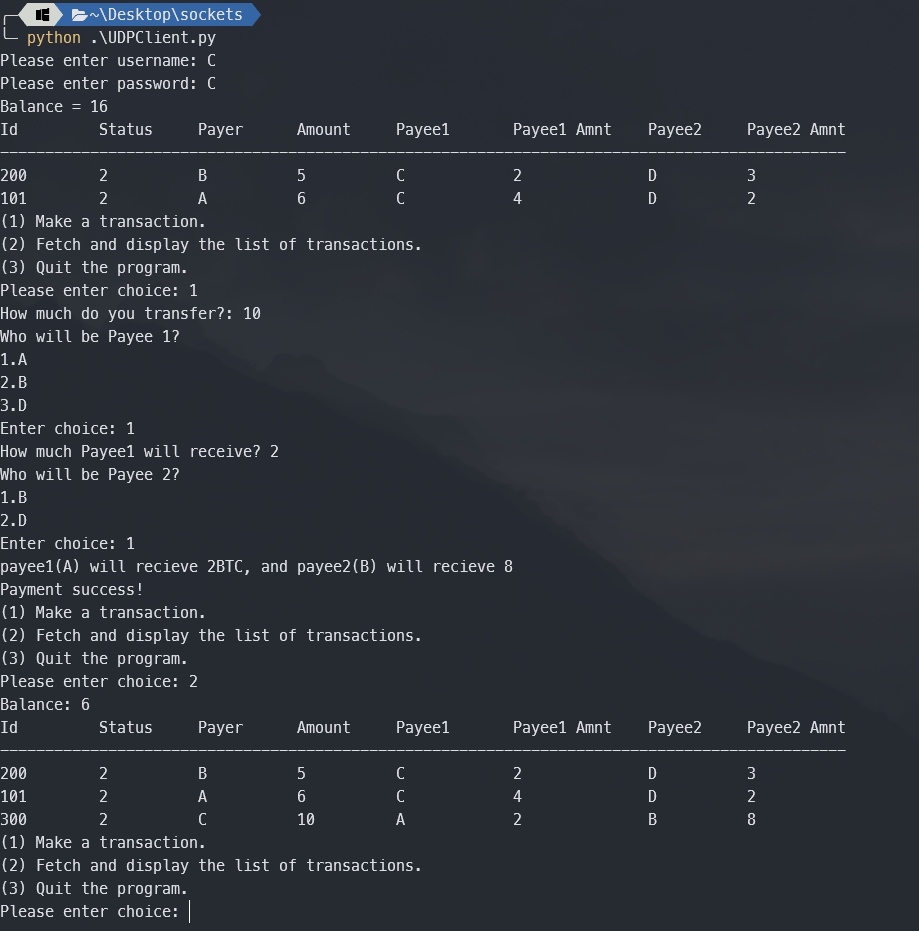 ~\Desktop\sockets
python .\UDPClient.py
Please enter username: C
Please enter password: C
Balance = 16
Id Status Payer Amount Payee1 Payee1 Amnt Payee2 Payee2 Amnt
200 2 B 5 C 2 D 3
101 2 A 6 C 4 D 2
(1) Make a transaction.
(2) Fetch and display the list of transactions.
(3) Quit the program.
Please enter choice: 1
How much do you transfer?: 10
Who will be Payee 1?
1.A
2.B
3.D
Enter choice: 1
How much Payee1 will receive? 2
Who will be Payee 2?
1.B
2.D
Enter choice: 1
payee1(A) will recieve 2BTC, and payee2(B) will recieve 8
Payment success!
(1) Make a transaction.
(2) Fetch and display the list of transactions.
(3) Quit the program.
Please enter choice: 2
Balance: 6
Id Status Payer Amount Payee1 Payee1 Amnt Payee2 Payee2 Amnt
200 2 B 5 C 2 D 3
101 2 A 6 C 4 D 2
300 2 C 10 A 2 B 8
(1) Make a transaction.
(2) Fetch and display the list of transactions.
(3) Quit the program.
Please enter choice: